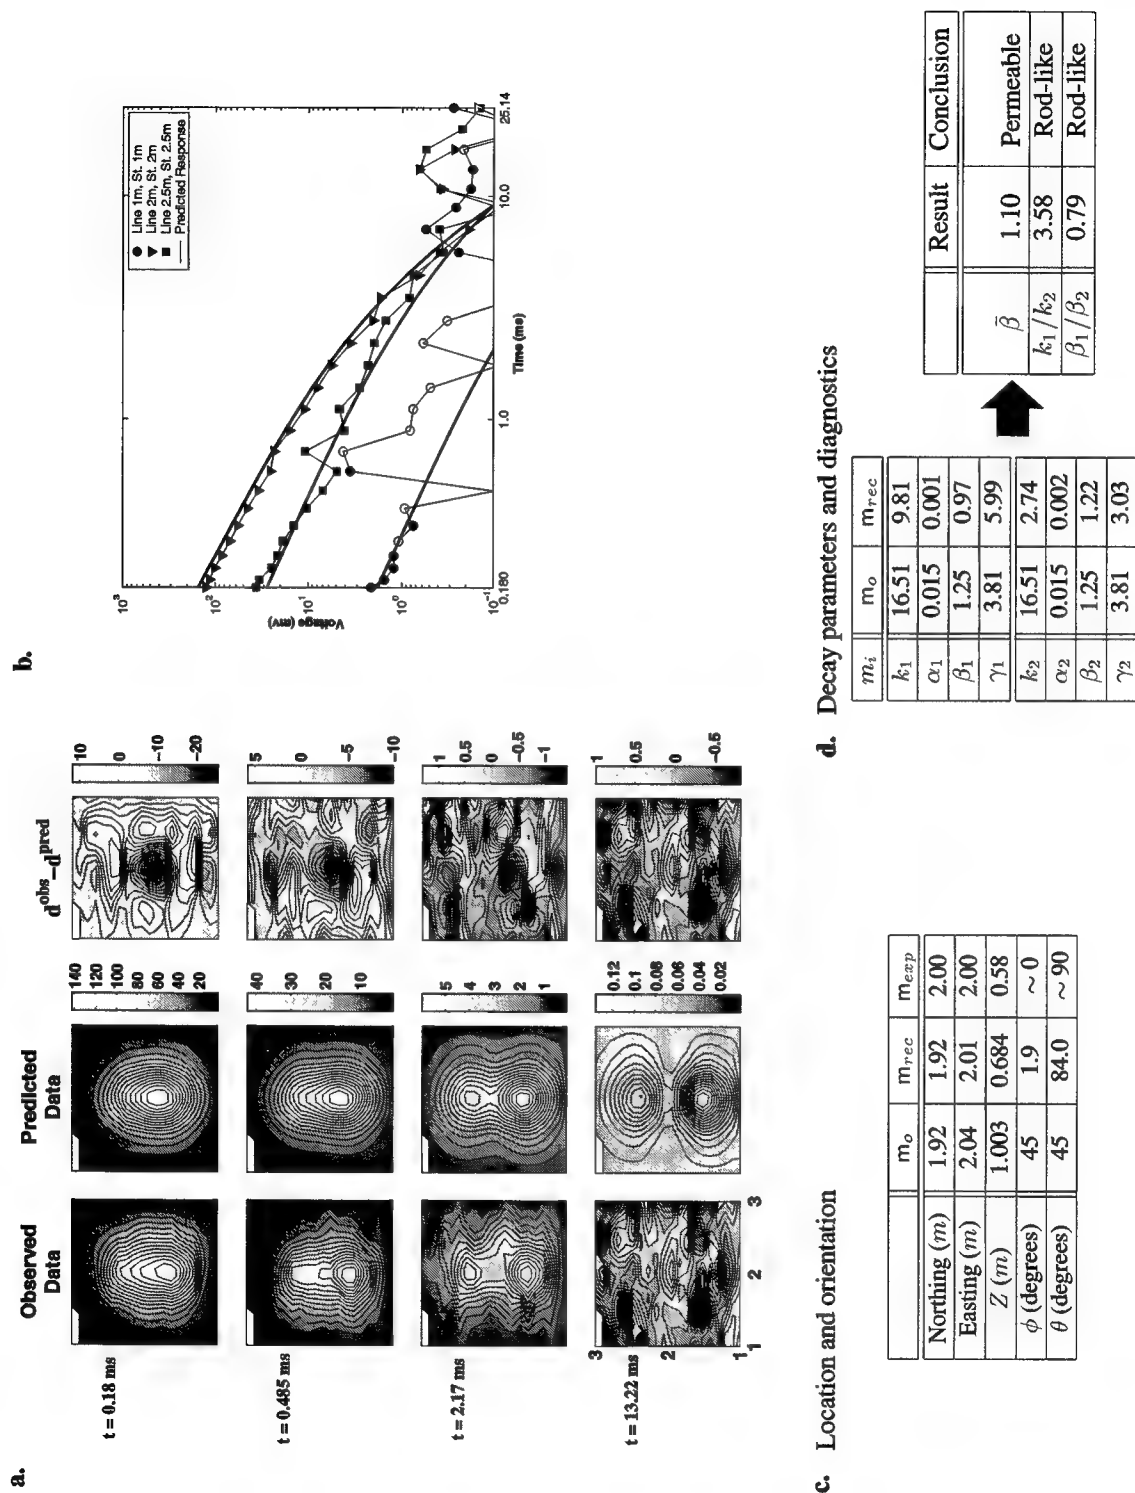 a.
Observed
Data
Predicted
Data
d^obs-d^pred
t = 0.18 ms
140
120
100
80
60
40
20
10
0
-10
-20
t = 0.485 ms
40
30
20
10
5
0
-5
-10
t = 2.17 ms
5
4
3
2
1
1
0.5
0
-0.5
-1
t = 13.22 ms
3
2
1
1
2
3
0.12
0.1
0.08
0.06
0.04
0.02
1
0.5
0
-0.5
b.
Line 1m, St. 1m
Line 2m, St. 2m
Line 2.5m, St. 2.5m
Predicted Response
Voltage (mv)
10^3
10^2
10^1
10^0
10^-1
0.180
1.0
10.0
25.14
Time (ms)
c. Location and orientation
m_o m_rec m_exp
Northing (m) 1.92 1.92 2.00
Easting (m) 2.04 2.01 2.00
Z (m) 1.003 0.684 0.58
φ (degrees) 45 1.9 ~ 0
θ (degrees) 45 84.0 ~ 90
d. Decay parameters and diagnostics
m_i m_o m_rec
k_1 16.51 9.81
α_1 0.015 0.001
β_1 1.25 0.97
γ_1 3.81 5.99
k_2 16.51 2.74
α_2 0.015 0.002
β_2 1.25 1.22
γ_2 3.81 3.03
Result Conclusion
β̄ 1.10 Permeable
k_1/k_2 3.58 Rod-like
β_1/β_2 0.79 Rod-like